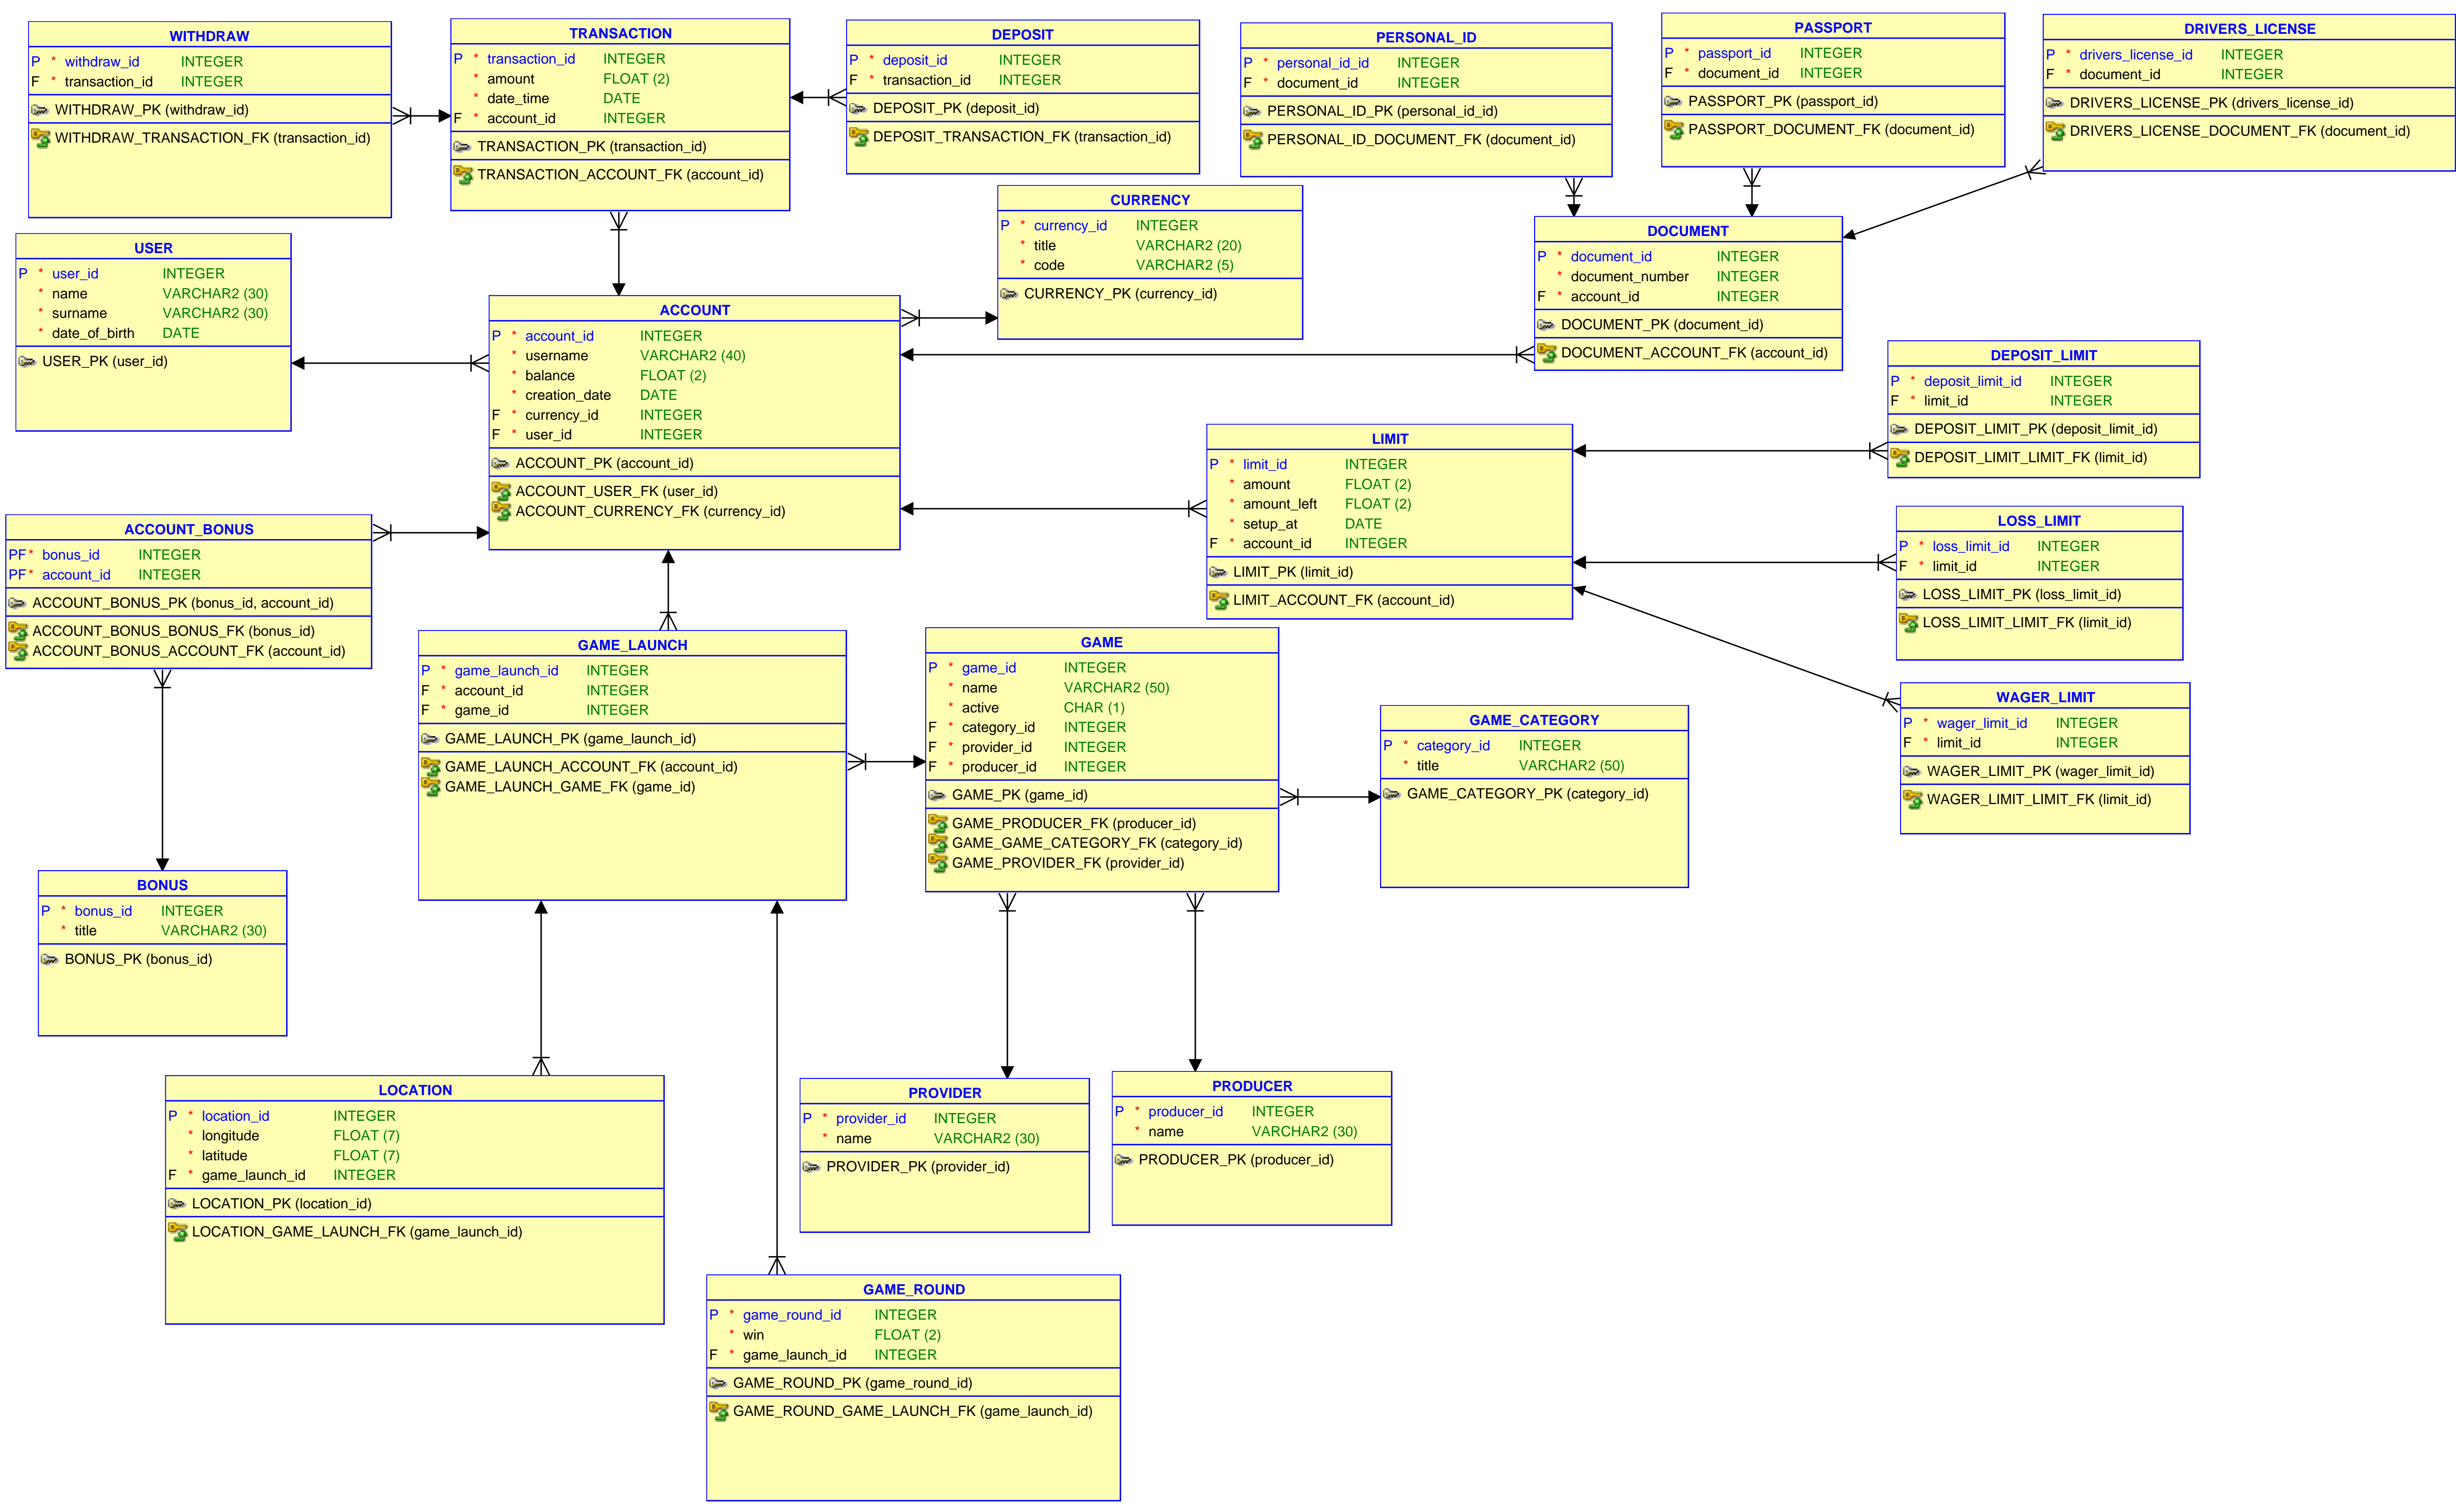 WITHDRAW
P * withdraw_id INTEGER
F * transaction_id INTEGER
WITHDRAW_PK (withdraw_id)
WITHDRAW_TRANSACTION_FK (transaction_id)
TRANSACTION
P * transaction_id INTEGER
* amount FLOAT (2)
* date_time DATE
F * account_id INTEGER
TRANSACTION_PK (transaction_id)
TRANSACTION_ACCOUNT_FK (account_id)
DEPOSIT
P * deposit_id INTEGER
F * transaction_id INTEGER
DEPOSIT_PK (deposit_id)
DEPOSIT_TRANSACTION_FK (transaction_id)
PERSONAL_ID
P * personal_id_id INTEGER
F * document_id INTEGER
PERSONAL_ID_PK (personal_id_id)
PERSONAL_ID_DOCUMENT_FK (document_id)
PASSPORT
P * passport_id INTEGER
F * document_id INTEGER
PASSPORT_PK (passport_id)
PASSPORT_DOCUMENT_FK (document_id)
DRIVERS_LICENSE
P * drivers_license_id INTEGER
F * document_id INTEGER
DRIVERS_LICENSE_PK (drivers_license_id)
DRIVERS_LICENSE_DOCUMENT_FK (document_id)
USER
P * user_id INTEGER
* name VARCHAR2 (30)
* surname VARCHAR2 (30)
* date_of_birth DATE
USER_PK (user_id)
ACCOUNT
P * account_id INTEGER
* username VARCHAR2 (40)
* balance FLOAT (2)
* creation_date DATE
F * currency_id INTEGER
F * user_id INTEGER
ACCOUNT_PK (account_id)
ACCOUNT_USER_FK (user_id)
ACCOUNT_CURRENCY_FK (currency_id)
CURRENCY
P * currency_id INTEGER
* title VARCHAR2 (20)
* code VARCHAR2 (5)
CURRENCY_PK (currency_id)
DOCUMENT
P * document_id INTEGER
* document_number INTEGER
F * account_id INTEGER
DOCUMENT_PK (document_id)
DOCUMENT_ACCOUNT_FK (account_id)
DEPOSIT_LIMIT
P * deposit_limit_id INTEGER
F * limit_id INTEGER
DEPOSIT_LIMIT_PK (deposit_limit_id)
DEPOSIT_LIMIT_LIMIT_FK (limit_id)
LIMIT
P * limit_id INTEGER
* amount FLOAT (2)
* amount_left FLOAT (2)
* setup_at DATE
F * account_id INTEGER
LIMIT_PK (limit_id)
LIMIT_ACCOUNT_FK (account_id)
LOSS_LIMIT
P * loss_limit_id INTEGER
F * limit_id INTEGER
LOSS_LIMIT_PK (loss_limit_id)
LOSS_LIMIT_LIMIT_FK (limit_id)
ACCOUNT_BONUS
PF* bonus_id INTEGER
PF* account_id INTEGER
ACCOUNT_BONUS_PK (bonus_id, account_id)
ACCOUNT_BONUS_BONUS_FK (bonus_id)
ACCOUNT_BONUS_ACCOUNT_FK (account_id)
GAME_LAUNCH
P * game_launch_id INTEGER
F * account_id INTEGER
F * game_id INTEGER
GAME_LAUNCH_PK (game_launch_id)
GAME_LAUNCH_ACCOUNT_FK (account_id)
GAME_LAUNCH_GAME_FK (game_id)
GAME
P * game_id INTEGER
* name VARCHAR2 (50)
* active CHAR (1)
F * category_id INTEGER
F * provider_id INTEGER
F * producer_id INTEGER
GAME_PK (game_id)
GAME_PRODUCER_FK (producer_id)
GAME_GAME_CATEGORY_FK (category_id)
GAME_PROVIDER_FK (provider_id)
GAME_CATEGORY
P * category_id INTEGER
* title VARCHAR2 (50)
GAME_CATEGORY_PK (category_id)
WAGER_LIMIT
P * wager_limit_id INTEGER
F * limit_id INTEGER
WAGER_LIMIT_PK (wager_limit_id)
WAGER_LIMIT_LIMIT_FK (limit_id)
BONUS
P * bonus_id INTEGER
* title VARCHAR2 (30)
BONUS_PK (bonus_id)
LOCATION
P * location_id INTEGER
* longitude FLOAT (7)
* latitude FLOAT (7)
F * game_launch_id INTEGER
LOCATION_PK (location_id)
LOCATION_GAME_LAUNCH_FK (game_launch_id)
PROVIDER
P * provider_id INTEGER
* name VARCHAR2 (30)
PROVIDER_PK (provider_id)
PRODUCER
P * producer_id INTEGER
* name VARCHAR2 (30)
PRODUCER_PK (producer_id)
GAME_ROUND
P * game_round_id INTEGER
* win FLOAT (2)
F * game_launch_id INTEGER
GAME_ROUND_PK (game_round_id)
GAME_ROUND_GAME_LAUNCH_FK (game_launch_id)